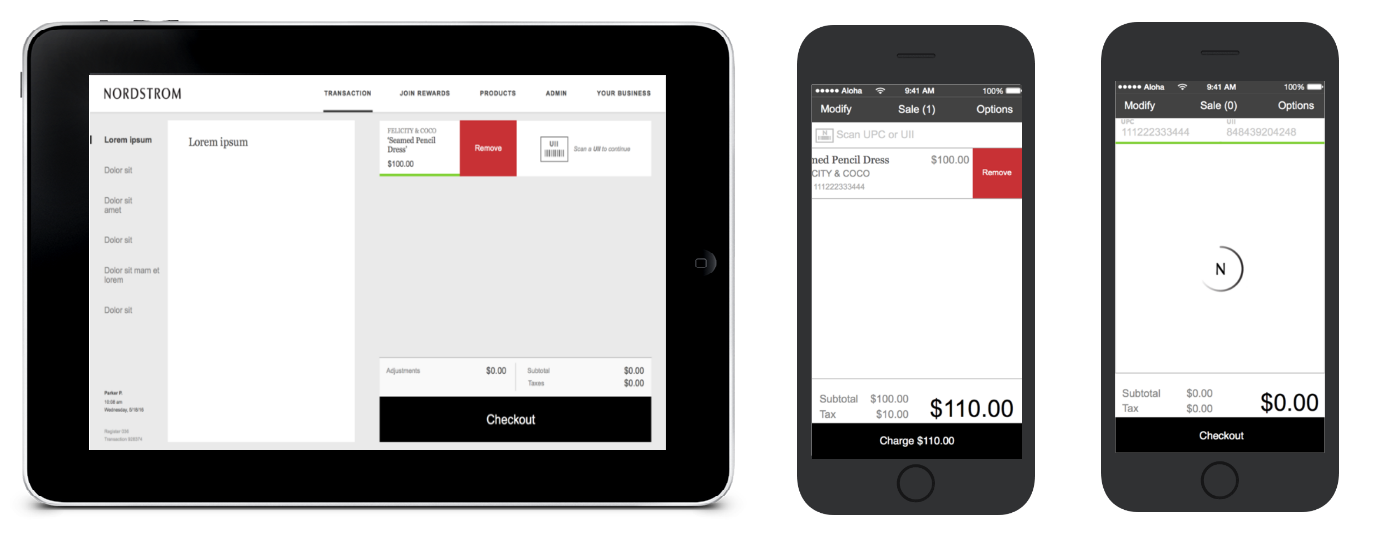 NORDSTROM
TRANSACTION JOIN REWARDS PRODUCTS ADMIN YOUR BUSINESS
Lorem ipsum
Dolor sit
Dolor sit
amet
Dolor sit
Dolor sit mam et
lorem
Dolor sit
Parker P.
10:38 am
Wednesday, 5/18/16
Register 026
Lorem ipsum
FELICITY & COCO
'Seamed Pencil
Dress'
$100.00
Remove
UII
Scan a UII to continue
Adjustments $0.00
Subtotal $0.00
Taxes $0.00
Checkout
Aloha 9:41 AM 100%
Modify Sale (1) Options
Scan UPC or UII
ned Pencil Dress $100.00
CITY & COCO
111222333444
Remove
Subtotal $100.00
Tax $10.00
$110.00
Charge $110.00
Aloha 9:41 AM 100%
Modify Sale (0) Options
UPC UII
111222333444 848439204248
N
Subtotal $0.00
Tax $0.00
$0.00
Checkout